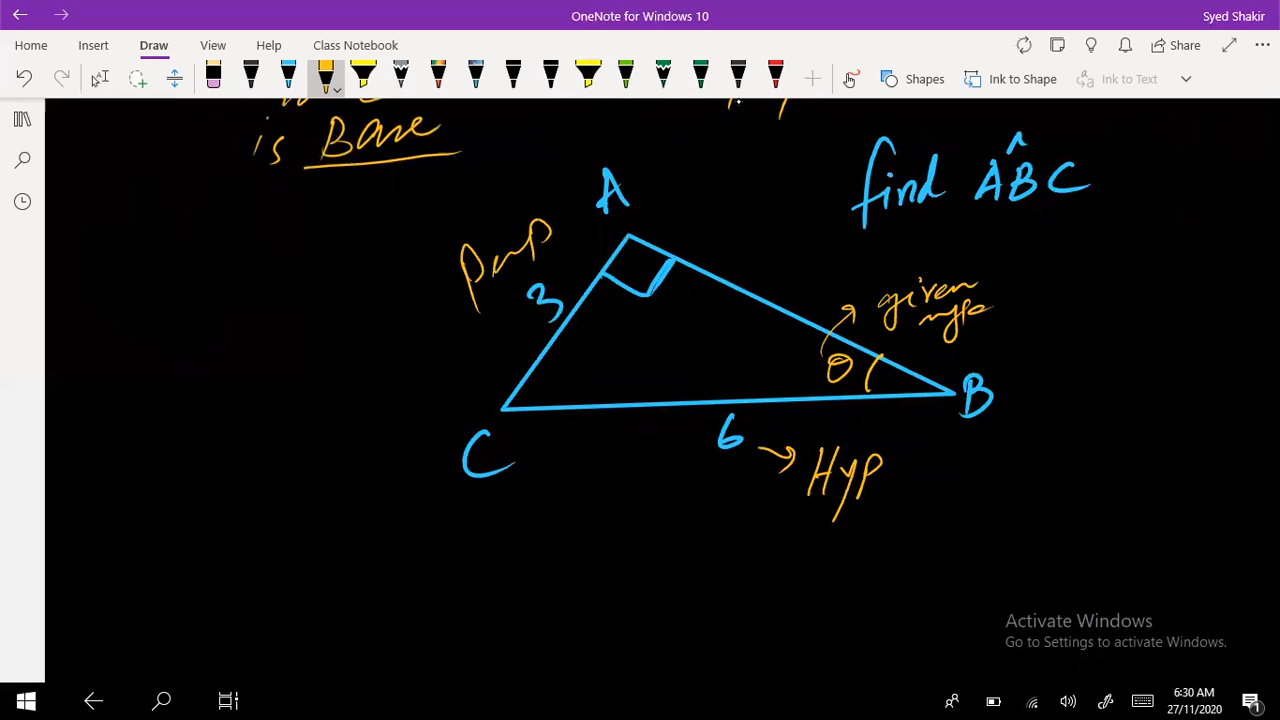 OneNote for Windows 10
Syed Shakir
Home Insert Draw View Help Class Notebook
Share
Shapes Ink to Shape Ink to Text
is Base
find AB̂C
A
perp
3
given
angle
θ
B
C
6 → Hyp
Activate Windows
Go to Settings to activate Windows.
6:30 AM
27/11/2020
1